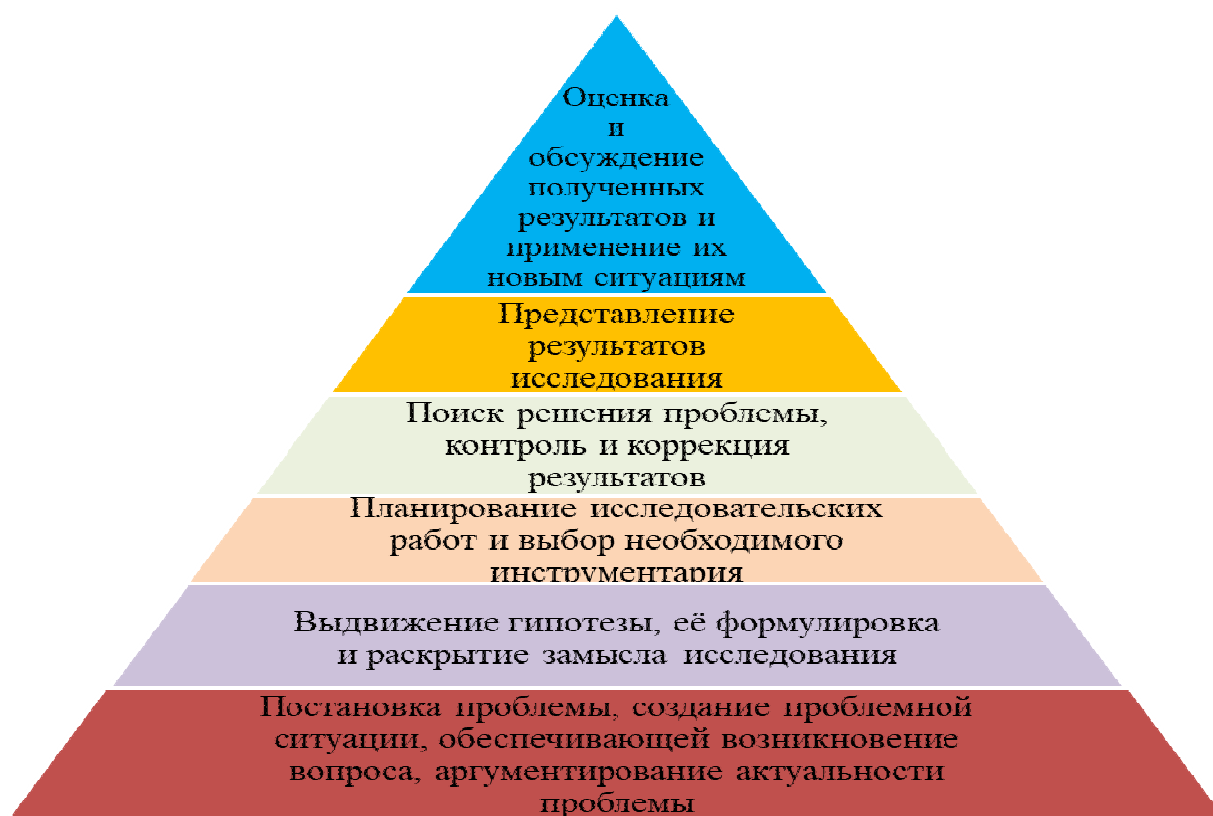 Оценка
и
обсуждение
полученных
результатов и
применение их
новым ситуациям
Представление
результатов
исследования
Поиск решения проблемы,
контроль и коррекция
результатов
Планирование исследовательских
работ и выбор необходимого
инструментария
Выдвижение гипотезы, её формулировка
и раскрытие замысла исследования
Постановка проблемы, создание проблемной
ситуации, обеспечивающей возникновение
вопроса, аргументирование актуальности
проблемы